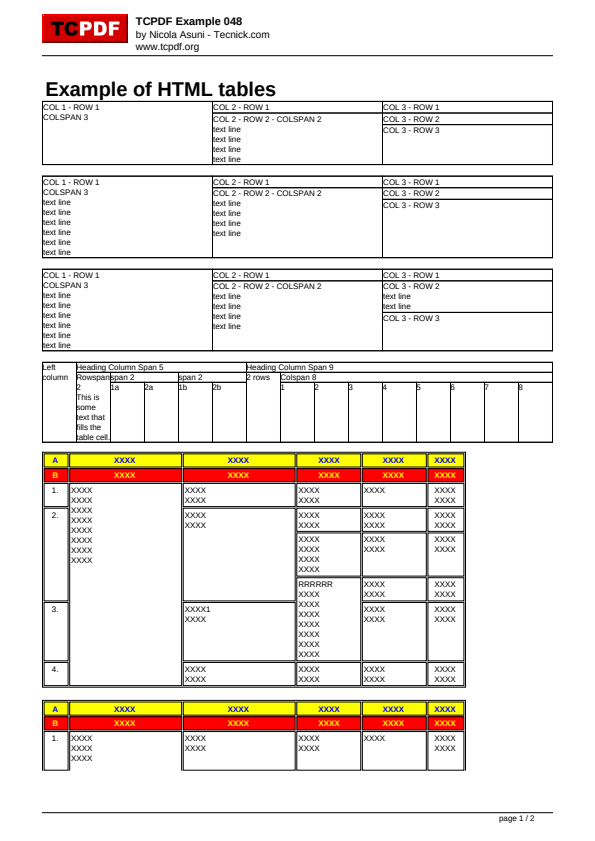 TCPDF
TCPDF Example 048
by Nicola Asuni - Tecnick.com
www.tcpdf.org
Example of HTML tables
COL 1 - ROW 1 COL 2 - ROW 1 COL 3 - ROW 1
COLSPAN 3 COL 2 - ROW 2 - COLSPAN 2 COL 3 - ROW 2
text line COL 3 - ROW 3
text line
text line
text line
COL 1 - ROW 1 COL 2 - ROW 1 COL 3 - ROW 1
COLSPAN 3 COL 2 - ROW 2 - COLSPAN 2 COL 3 - ROW 2
text line text line COL 3 - ROW 3
text line text line
text line text line
text line text line
text line
text line
COL 1 - ROW 1 COL 2 - ROW 1 COL 3 - ROW 1
COLSPAN 3 COL 2 - ROW 2 - COLSPAN 2 COL 3 - ROW 2
text line text line text line
text line text line text line
text line text line COL 3 - ROW 3
text line text line
text line
text line
Left Heading Column Span 5 Heading Column Span 9
column Rowspan span 2 span 2 2 rows Colspan 8
2 1a 2a 1b 2b 1 2 3 4 5 6 7 8
This is
some
text that
fills the
table cell.
A XXXX XXXX XXXX XXXX XXXX
B XXXX XXXX XXXX XXXX XXXX
1. XXXX XXXX XXXX XXXX XXXX
XXXX XXXX XXXX XXXX
2. XXXX XXXX XXXX XXXX XXXX
XXXX XXXX XXXX XXXX XXXX
XXXX XXXX XXXX XXXX
XXXX XXXX XXXX XXXX
XXXX XXXX
XXXX
RRRRRR XXXX XXXX
XXXX XXXX XXXX
3. XXXX1 XXXX XXXX XXXX
XXXX XXXX XXXX XXXX
XXXX
XXXX
XXXX
XXXX
4. XXXX XXXX XXXX XXXX
XXXX XXXX XXXX XXXX
A XXXX XXXX XXXX XXXX XXXX
B XXXX XXXX XXXX XXXX XXXX
1. XXXX XXXX XXXX XXXX XXXX
XXXX XXXX XXXX XXXX
XXXX
page 1 / 2